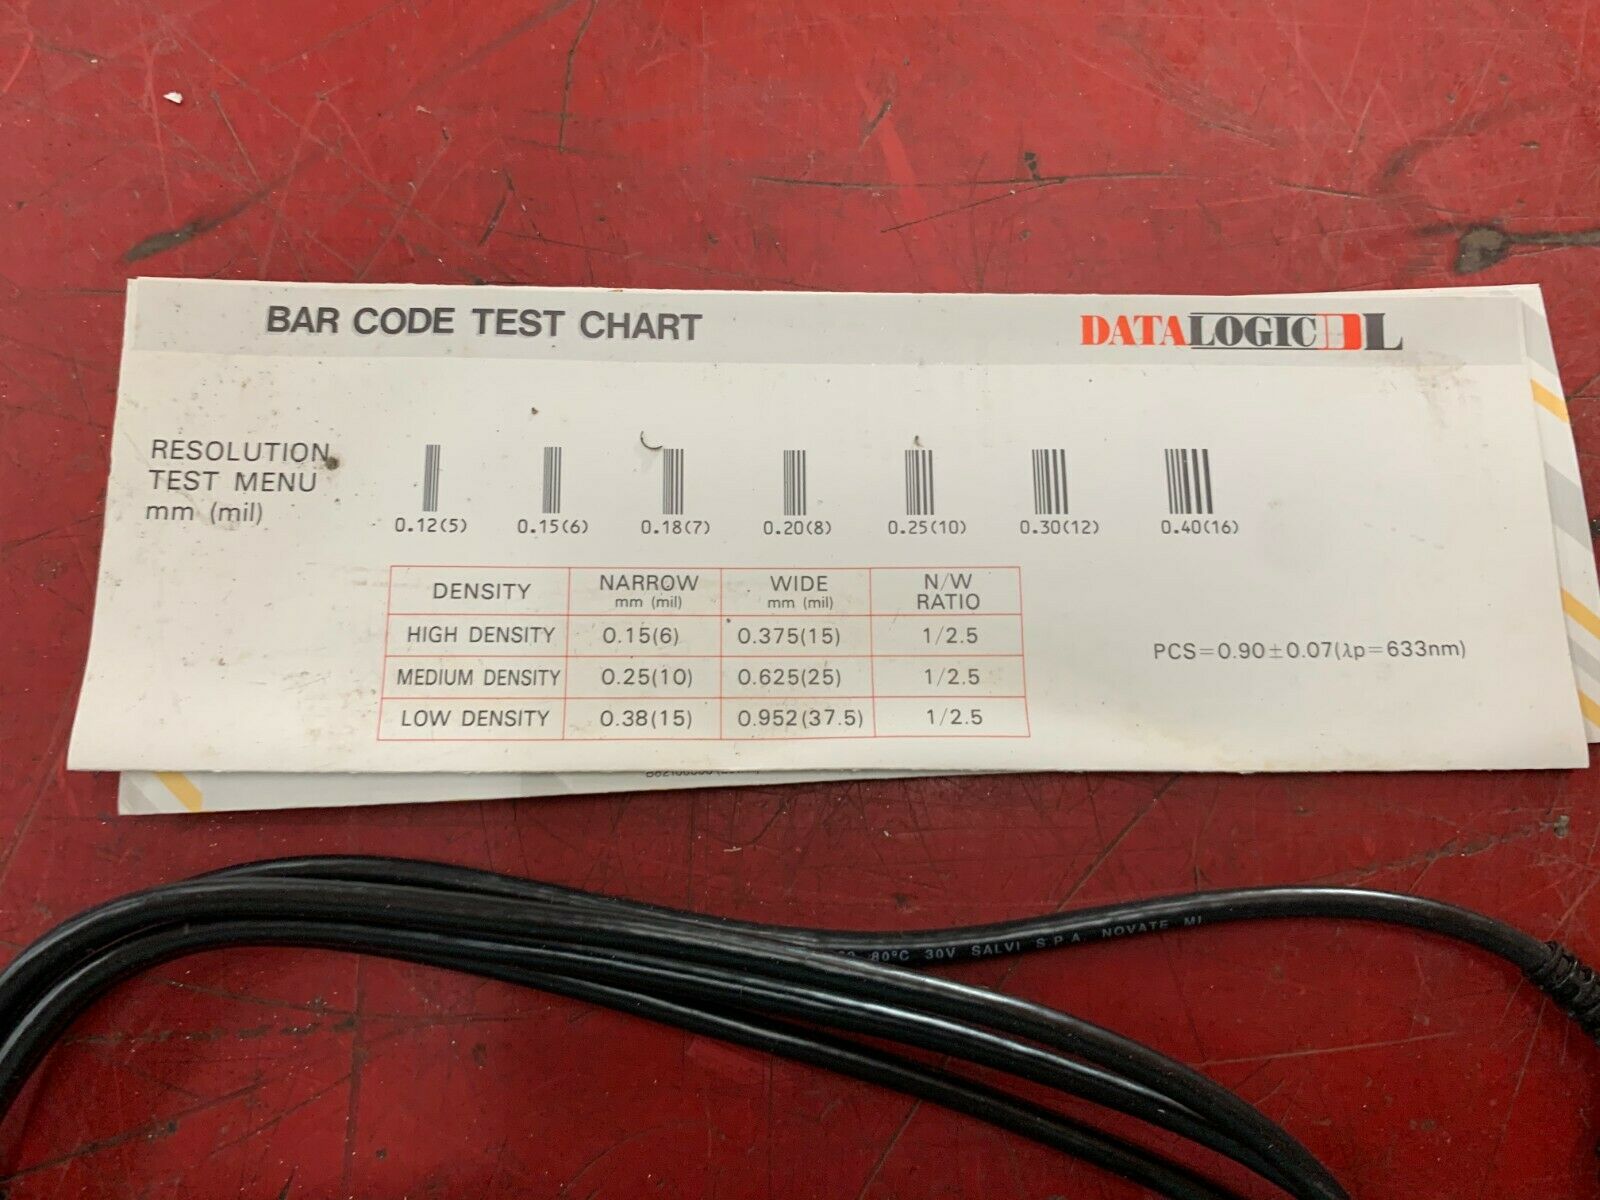 BAR CODE TEST CHART
DATALOGIC DL
RESOLUTION
TEST MENU
mm (mil)
0.12(5) 0.15(6) 0.18(7) 0.20(8) 0.25(10) 0.30(12) 0.40(16)
DENSITY NARROW mm (mil) WIDE mm (mil) N/W RATIO
HIGH DENSITY 0.15(6) 0.375(15) 1/2.5
MEDIUM DENSITY 0.25(10) 0.625(25) 1/2.5
LOW DENSITY 0.38(15) 0.952(37.5) 1/2.5
PCS=0.90±0.07(λp=633nm)
80°C 30V SALVI S.P.A. NOVATE MI